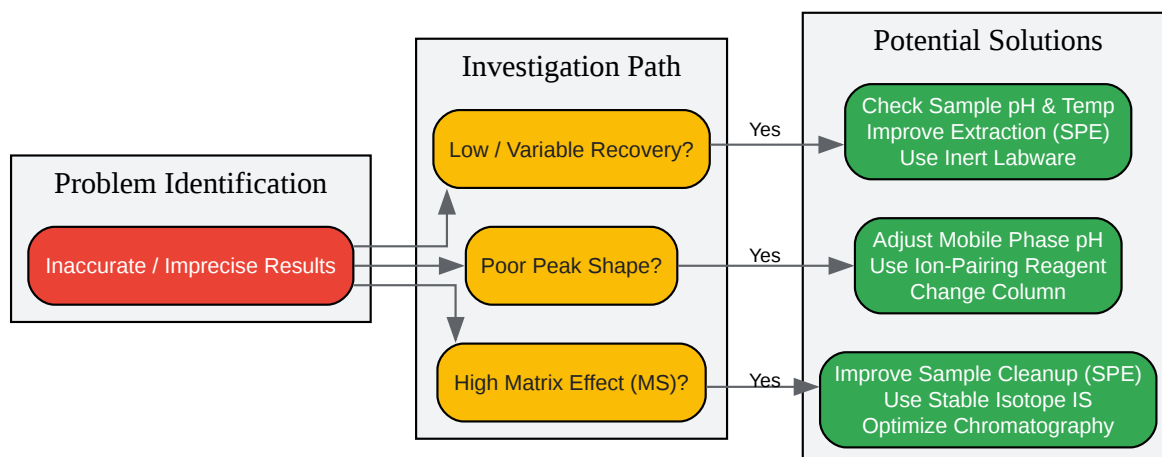 Problem Identification
Inaccurate / Imprecise Results
Investigation Path
Low / Variable Recovery?
Poor Peak Shape?
High Matrix Effect (MS)?
Yes
Yes
Yes
Potential Solutions
Check Sample pH & Temp
Improve Extraction (SPE)
Use Inert Labware
Adjust Mobile Phase pH
Use Ion-Pairing Reagent
Change Column
Improve Sample Cleanup (SPE)
Use Stable Isotope IS
Optimize Chromatography